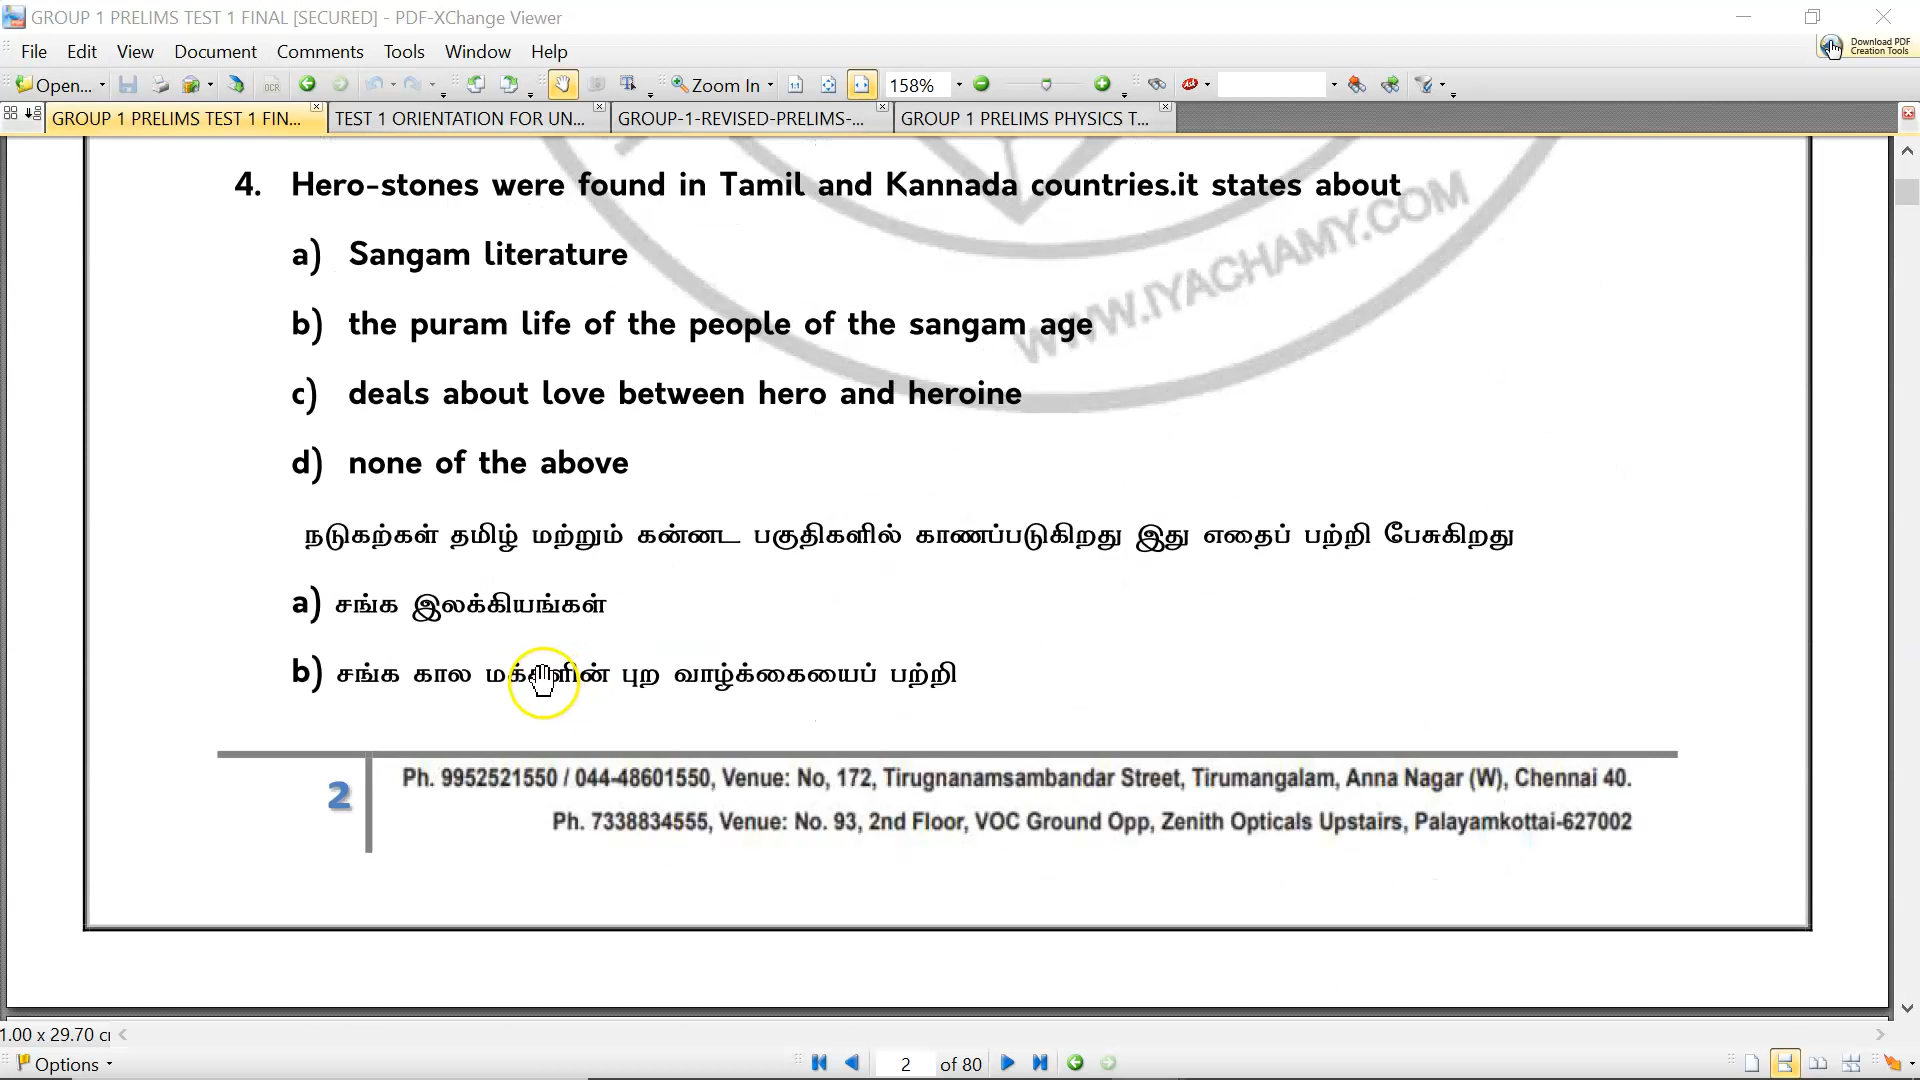 GROUP 1 PRELIMS TEST 1 FINAL [SECURED] - PDF-XChange Viewer
File Edit View Document Comments Tools Window Help
Download PDF
Creation Tools
Open... OCR Zoom In 158%
GROUP 1 PRELIMS TEST 1 FIN... TEST 1 ORIENTATION FOR UN... GROUP-1-REVISED-PRELIMS-... GROUP 1 PRELIMS PHYSICS T...
4. Hero-stones were found in Tamil and Kannada countries.it states about
a) Sangam literature
b) the puram life of the people of the sangam age
c) deals about love between hero and heroine
d) none of the above
WWW.IYACHAMY.COM
நடுகற்கள் தமிழ் மற்றும் கன்னட பகுதிகளில் காணப்படுகிறது இது எதைப் பற்றி பேசுகிறது
a) சங்க இலக்கியங்கள்
b) சங்க கால மக்களின் புற வாழ்க்கையைப் பற்றி
2
Ph. 9952521550 / 044-48601550, Venue: No, 172, Tirugnanamsambandar Street, Tirumangalam, Anna Nagar (W), Chennai 40.
Ph. 7338834555, Venue: No. 93, 2nd Floor, VOC Ground Opp, Zenith Opticals Upstairs, Palayamkottai-627002
1.00 x 29.70 c
Options 2 of 80